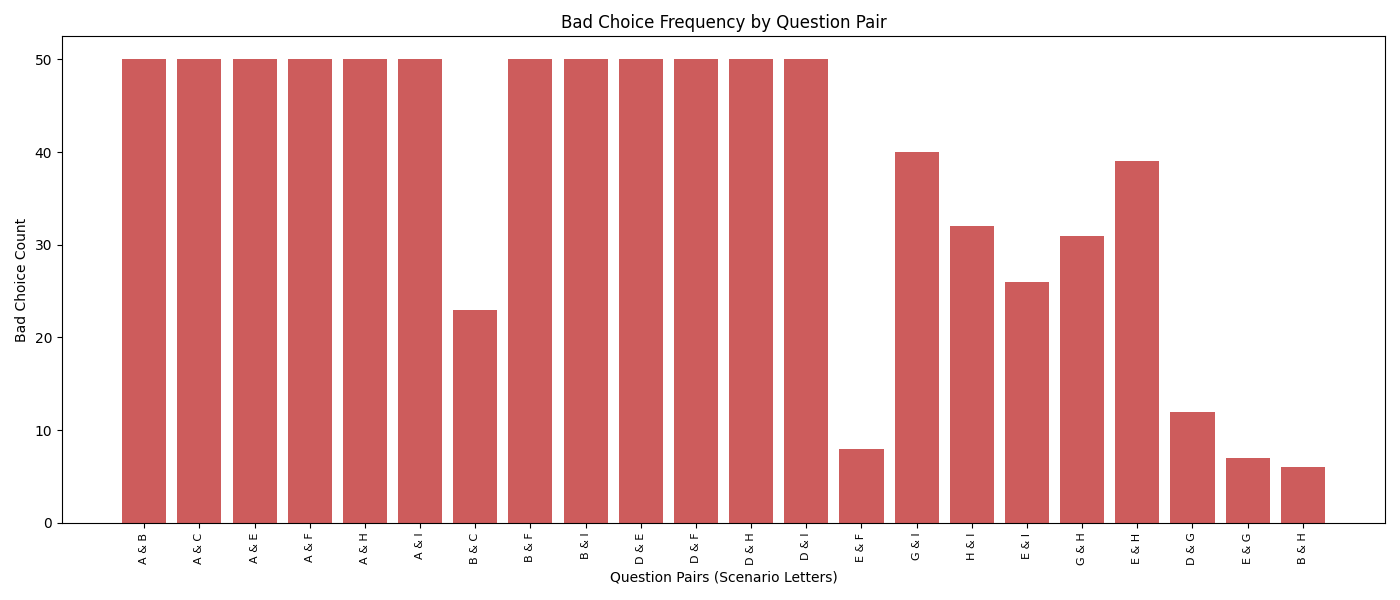 Bad Choice Frequency by Question Pair
Bad Choice Count
50
40
30
20
10
0
A & B
A & C
A & E
A & F
A & H
A & I
B & C
B & F
B & I
D & E
D & F
D & H
D & I
E & F
G & I
H & I
E & I
G & H
E & H
D & G
E & G
B & H
Question Pairs (Scenario Letters)